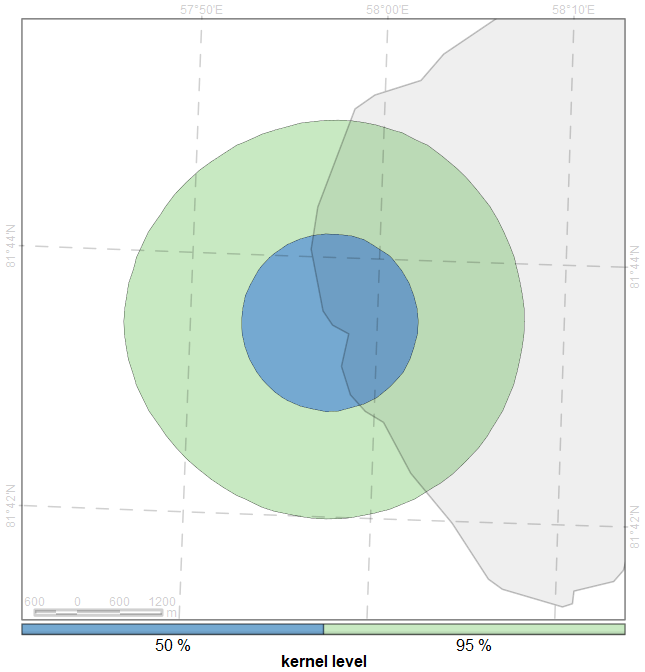 57°50'E 58°00'E 58°10'E
81°44'N 81°44'N
81°42'N 81°42'N
600 0 600 1200
m
50 % 95 %
kernel level